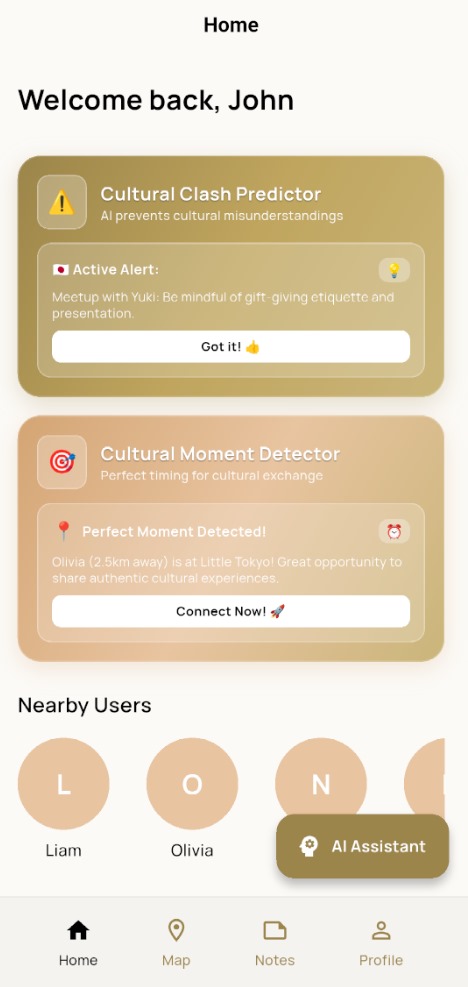 Home
Welcome back, John
Cultural Clash Predictor
AI prevents cultural misunderstandings
Active Alert:
Meetup with Yuki: Be mindful of gift-giving etiquette and
presentation.
Got it! 👍
Cultural Moment Detector
Perfect timing for cultural exchange
Perfect Moment Detected!
Olivia (2.5km away) is at Little Tokyo! Great opportunity to
share authentic cultural experiences.
Connect Now! 🚀
Nearby Users
L O N
Liam Olivia
AI Assistant
Home Map Notes Profile